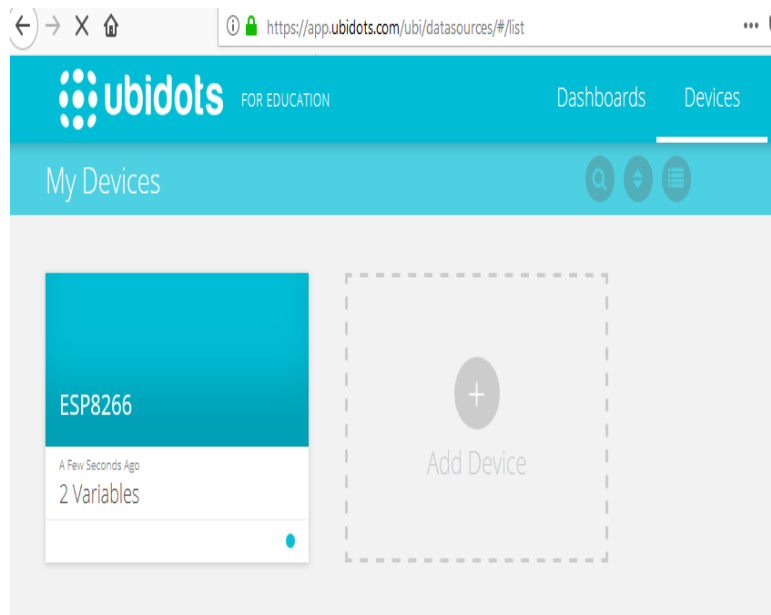 https://app.ubidots.com/ubi/datasources/#/list
ubidots FOR EDUCATION Dashboards Devices
My Devices
ESP8266
A Few Seconds Ago
2 Variables
Add Device